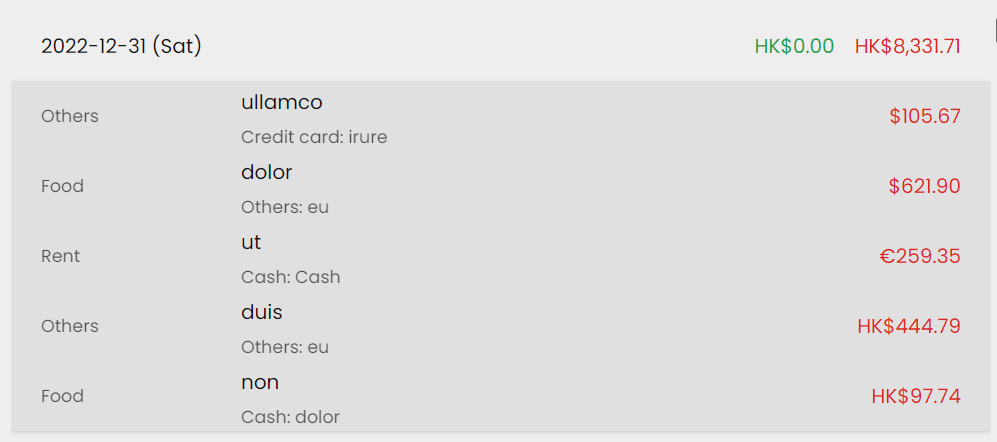 2022-12-31 (Sat) HK$0.00 HK$8,331.71
ullamco
Others $105.67
Credit card: irure
dolor
Food $621.90
Others: eu
ut
Rent €259.35
Cash: Cash
duis
Others HK$444.79
Others: eu
non
Food HK$97.74
Cash: dolor